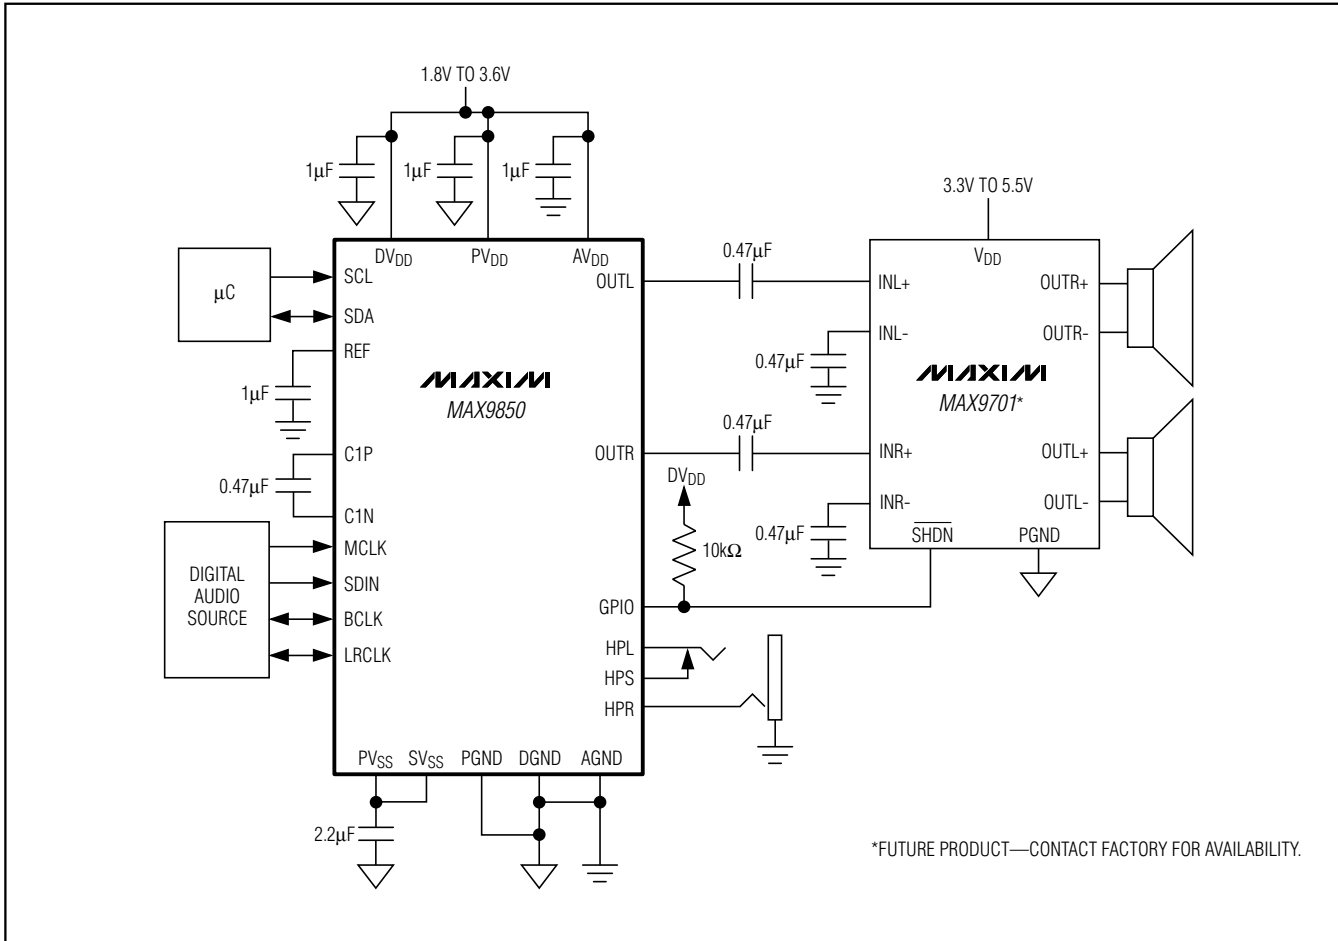 1.8V TO 3.6V
1µF
1µF
1µF
3.3V TO 5.5V
µC
DVDD
PVDD
AVDD
SCL
SDA
REF
1µF
C1P
0.47µF
C1N
DIGITAL
AUDIO
SOURCE
MCLK
SDIN
BCLK
LRCLK
MAXIM
MAX9850
OUTL
OUTR
GPIO
HPL
HPS
HPR
PVSS
SVSS
PGND
DGND
AGND
2.2µF
0.47µF
0.47µF
0.47µF
0.47µF
DVDD
10kΩ
VDD
INL+
INL-
INR+
INR-
MAXIM
MAX9701*
OUTR+
OUTR-
OUTL+
OUTL-
SHDN
PGND
*FUTURE PRODUCT—CONTACT FACTORY FOR AVAILABILITY.